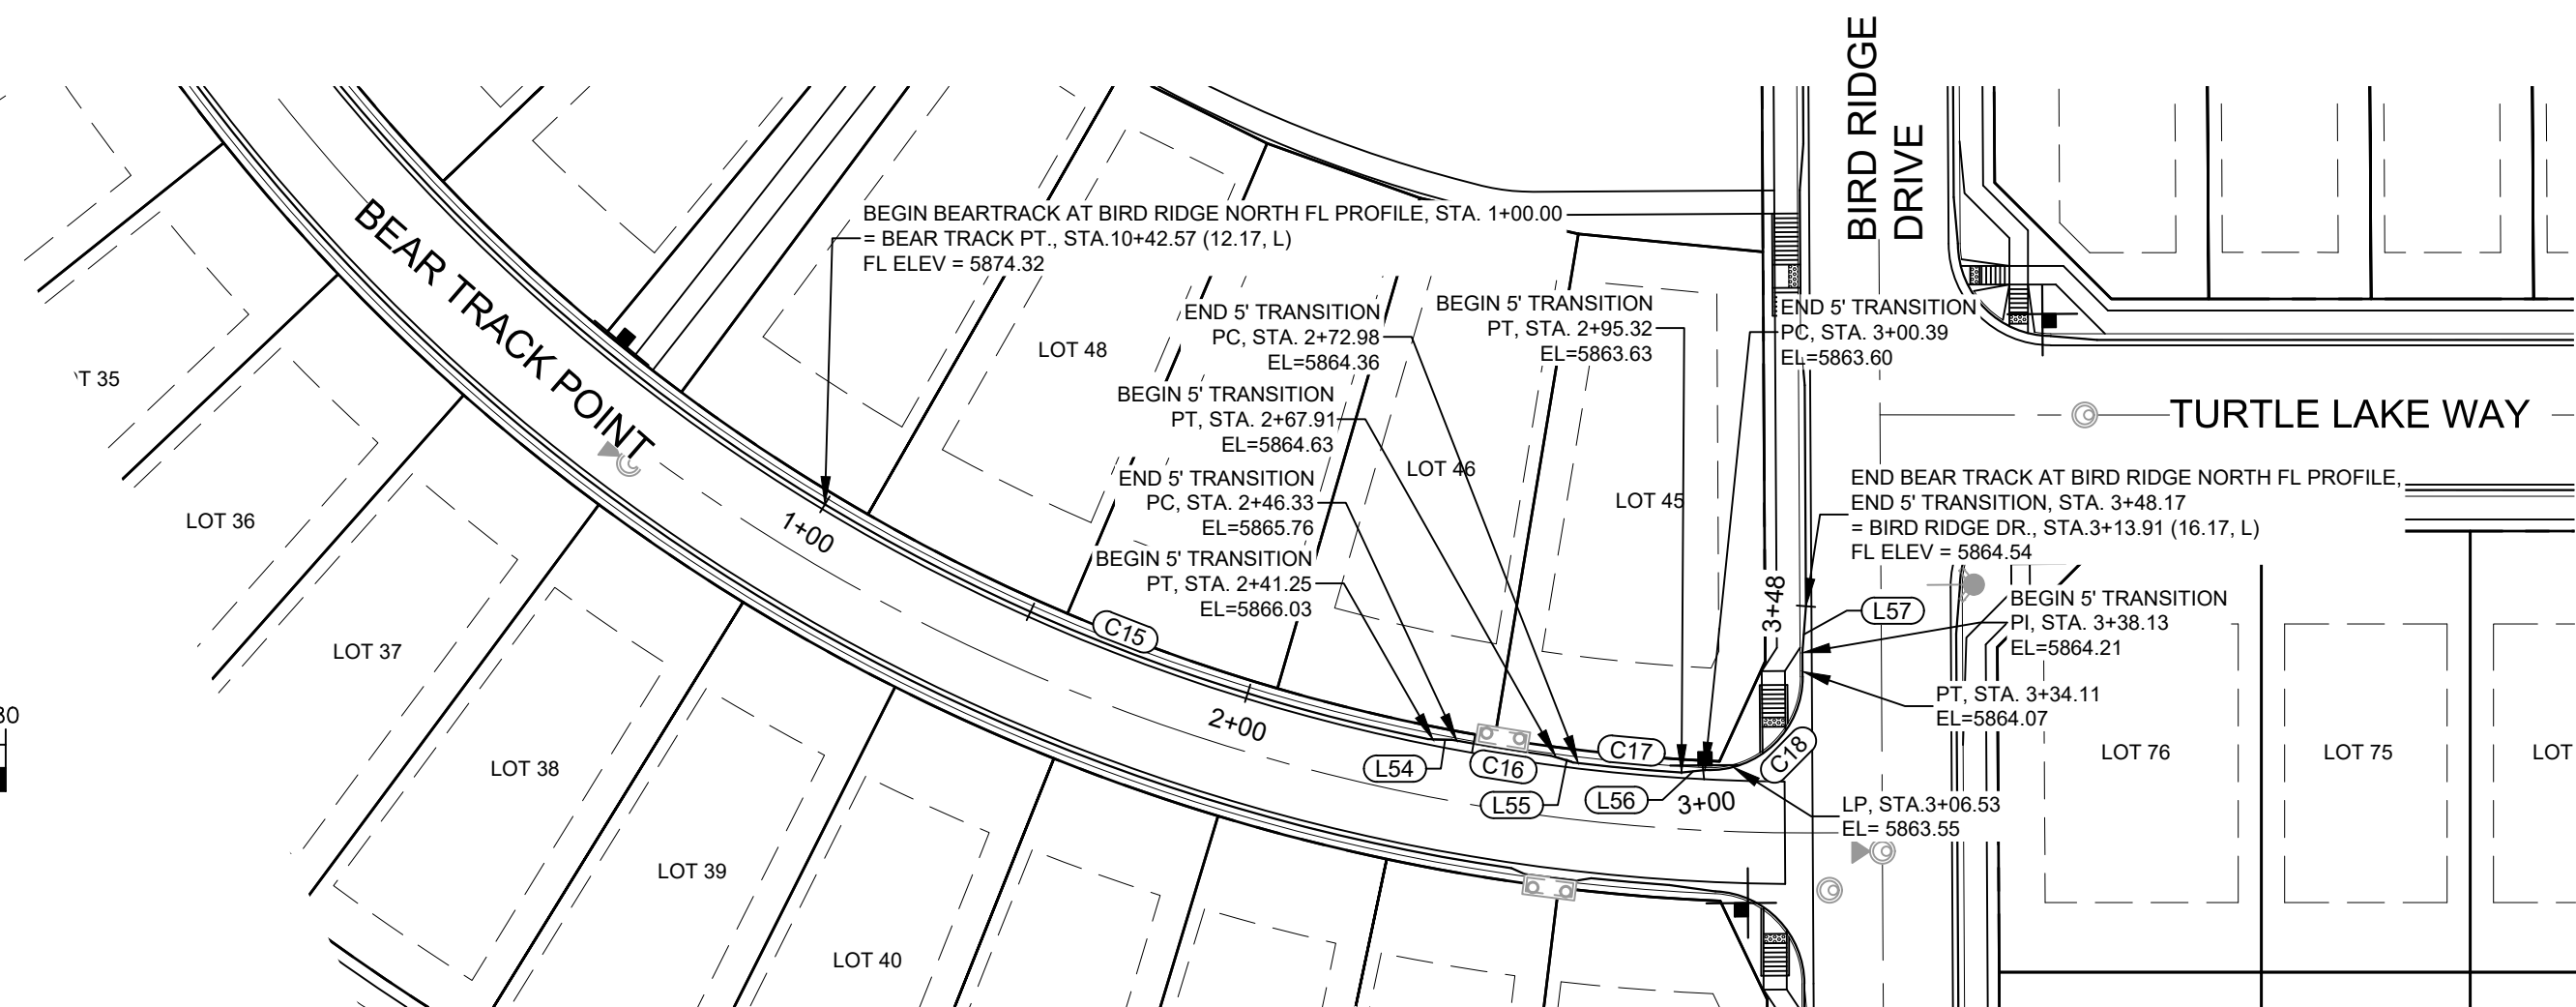 BIRD RIDGE
DRIVE
BEAR TRACK POINT
BEGIN BEARTRACK AT BIRD RIDGE NORTH FL PROFILE, STA. 1+00.00
= BEAR TRACK PT., STA.10+42.57 (12.17, L)
FL ELEV = 5874.32
END 5' TRANSITION
PC, STA. 2+72.98
EL=5864.36
BEGIN 5' TRANSITION
PT, STA. 2+95.32
EL=5863.63
END 5' TRANSITION
PC, STA. 3+00.39
EL=5863.60
LOT 48
BEGIN 5' TRANSITION
PT, STA. 2+67.91
EL=5864.63
TURTLE LAKE WAY
END 5' TRANSITION
PC, STA. 2+46.33
EL=5865.76
LOT 46
LOT 45
END BEAR TRACK AT BIRD RIDGE NORTH FL PROFILE,
END 5' TRANSITION, STA. 3+48.17
= BIRD RIDGE DR., STA.3+13.91 (16.17, L)
FL ELEV = 5864.54
T 35
LOT 36
1+00
BEGIN 5' TRANSITION
PT, STA. 2+41.25
EL=5866.03
3+48
L57
BEGIN 5' TRANSITION
PI, STA. 3+38.13
EL=5864.21
C15
LOT 37
PT, STA. 3+34.11
EL=5864.07
2+00
30
LOT 38
L54
C16
C17
C18
L55
L56
3+00
LOT 76
LOT 75
LOT
LP, STA.3+06.53
EL= 5863.55
LOT 39
LOT 40